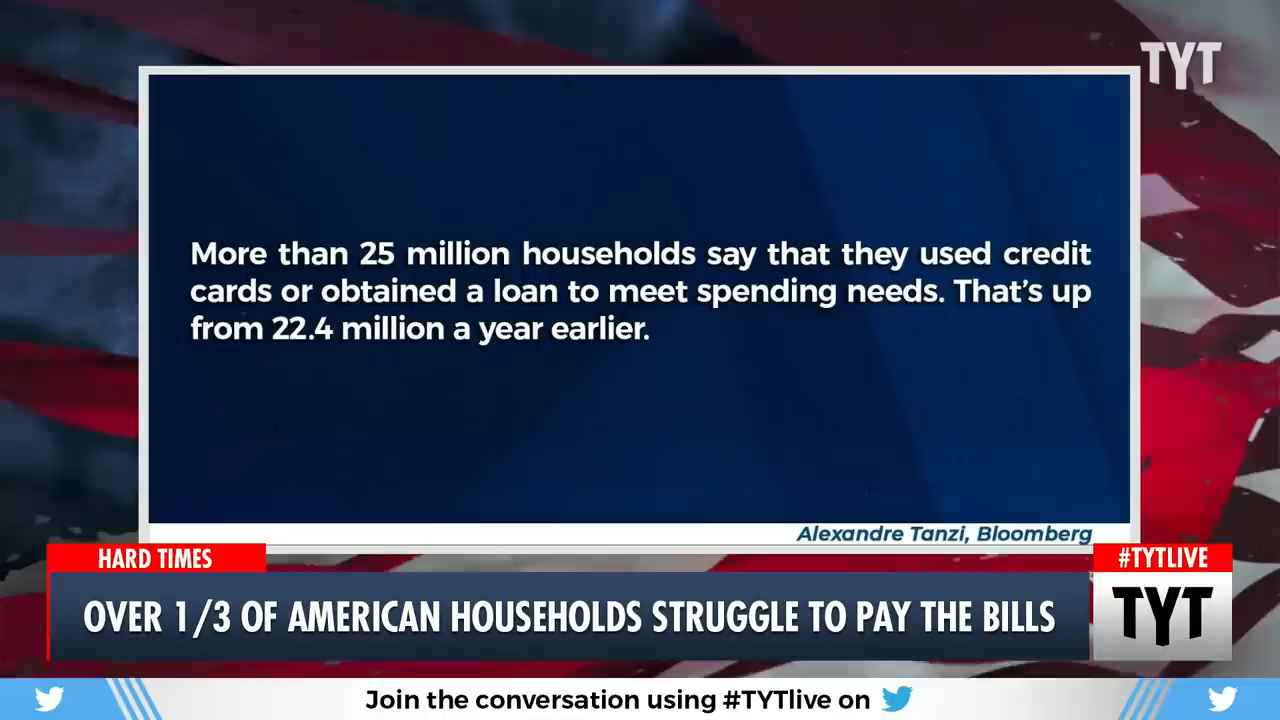 TYT
More than 25 million households say that they used credit
cards or obtained a loan to meet spending needs. That’s up
from 22.4 million a year earlier.
Alexandre Tanzi, Bloomberg
HARD TIMES
#TYTLIVE
OVER 1/3 OF AMERICAN HOUSEHOLDS STRUGGLE TO PAY THE BILLS
TYT
Join the conversation using #TYTlive on